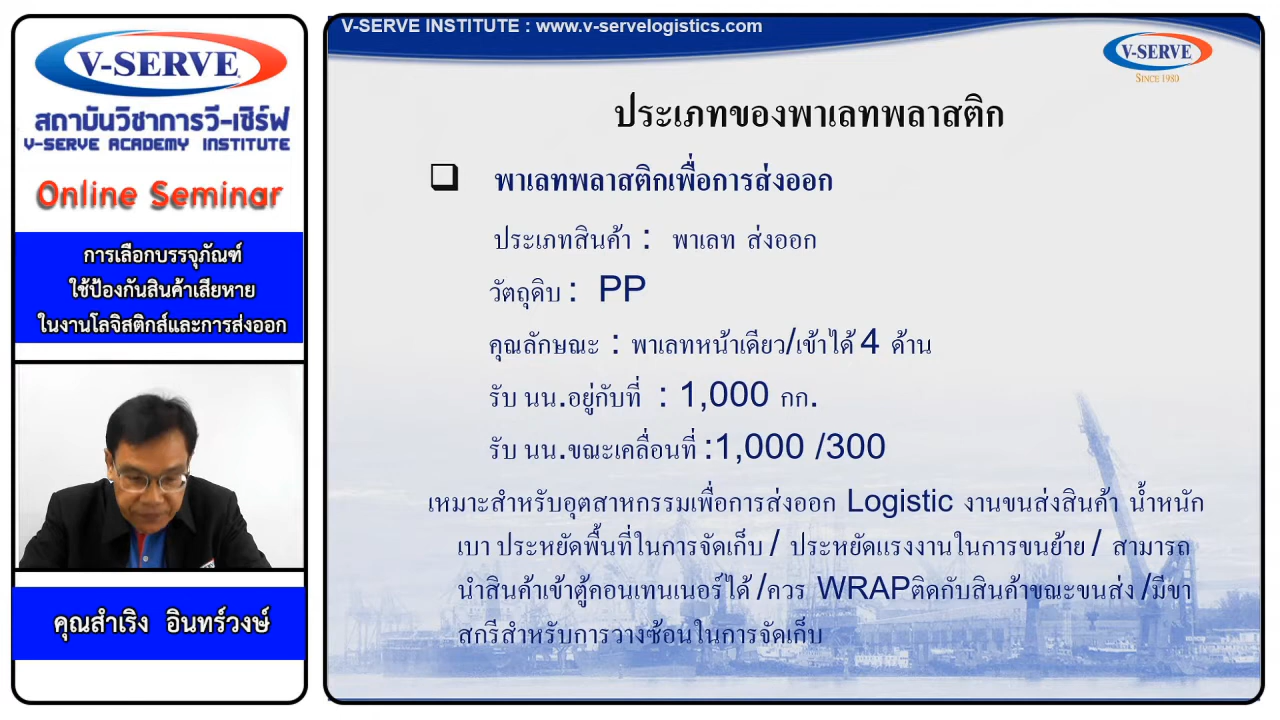 V-SERVE
สถาบันวิชาการวี-เซิร์ฟ
V-SERVE ACADEMY INSTITUTE
Online Seminar
การเลือกบรรจุภัณฑ์
ใช้ป้องกันสินค้าเสียหาย
ในงานโลจิสติกส์และการส่งออก
คุณสำเริง อินทร์วงษ์
V-SERVE INSTITUTE : www.v-servelogistics.com
V-SERVE
SINCE 1980
ประเภทของพาเลทพลาสติก
พาเลทพลาสติกเพื่อการส่งออก
ประเภทสินค้า : พาเลท ส่งออก
วัตถุดิบ : PP
คุณลักษณะ : พาเลทหน้าเดียว/เข้าได้ 4 ด้าน
รับ นน.อยู่กับที่ : 1,000 กก.
รับ นน.ขณะเคลื่อนที่ :1,000 /300
เหมาะสำหรับอุตสาหกรรมเพื่อการส่งออก Logistic งานขนส่งสินค้า น้ำหนัก
เบา ประหยัดพื้นที่ในการจัดเก็บ / ประหยัดแรงงานในการขนย้าย / สามารถ
นำสินค้าเข้าตู้คอนเทนเนอร์ได้ /ควร WRAPติดกับสินค้าขณะขนส่ง /มีขา
สกรีสำหรับการวางซ้อนในการจัดเก็บ